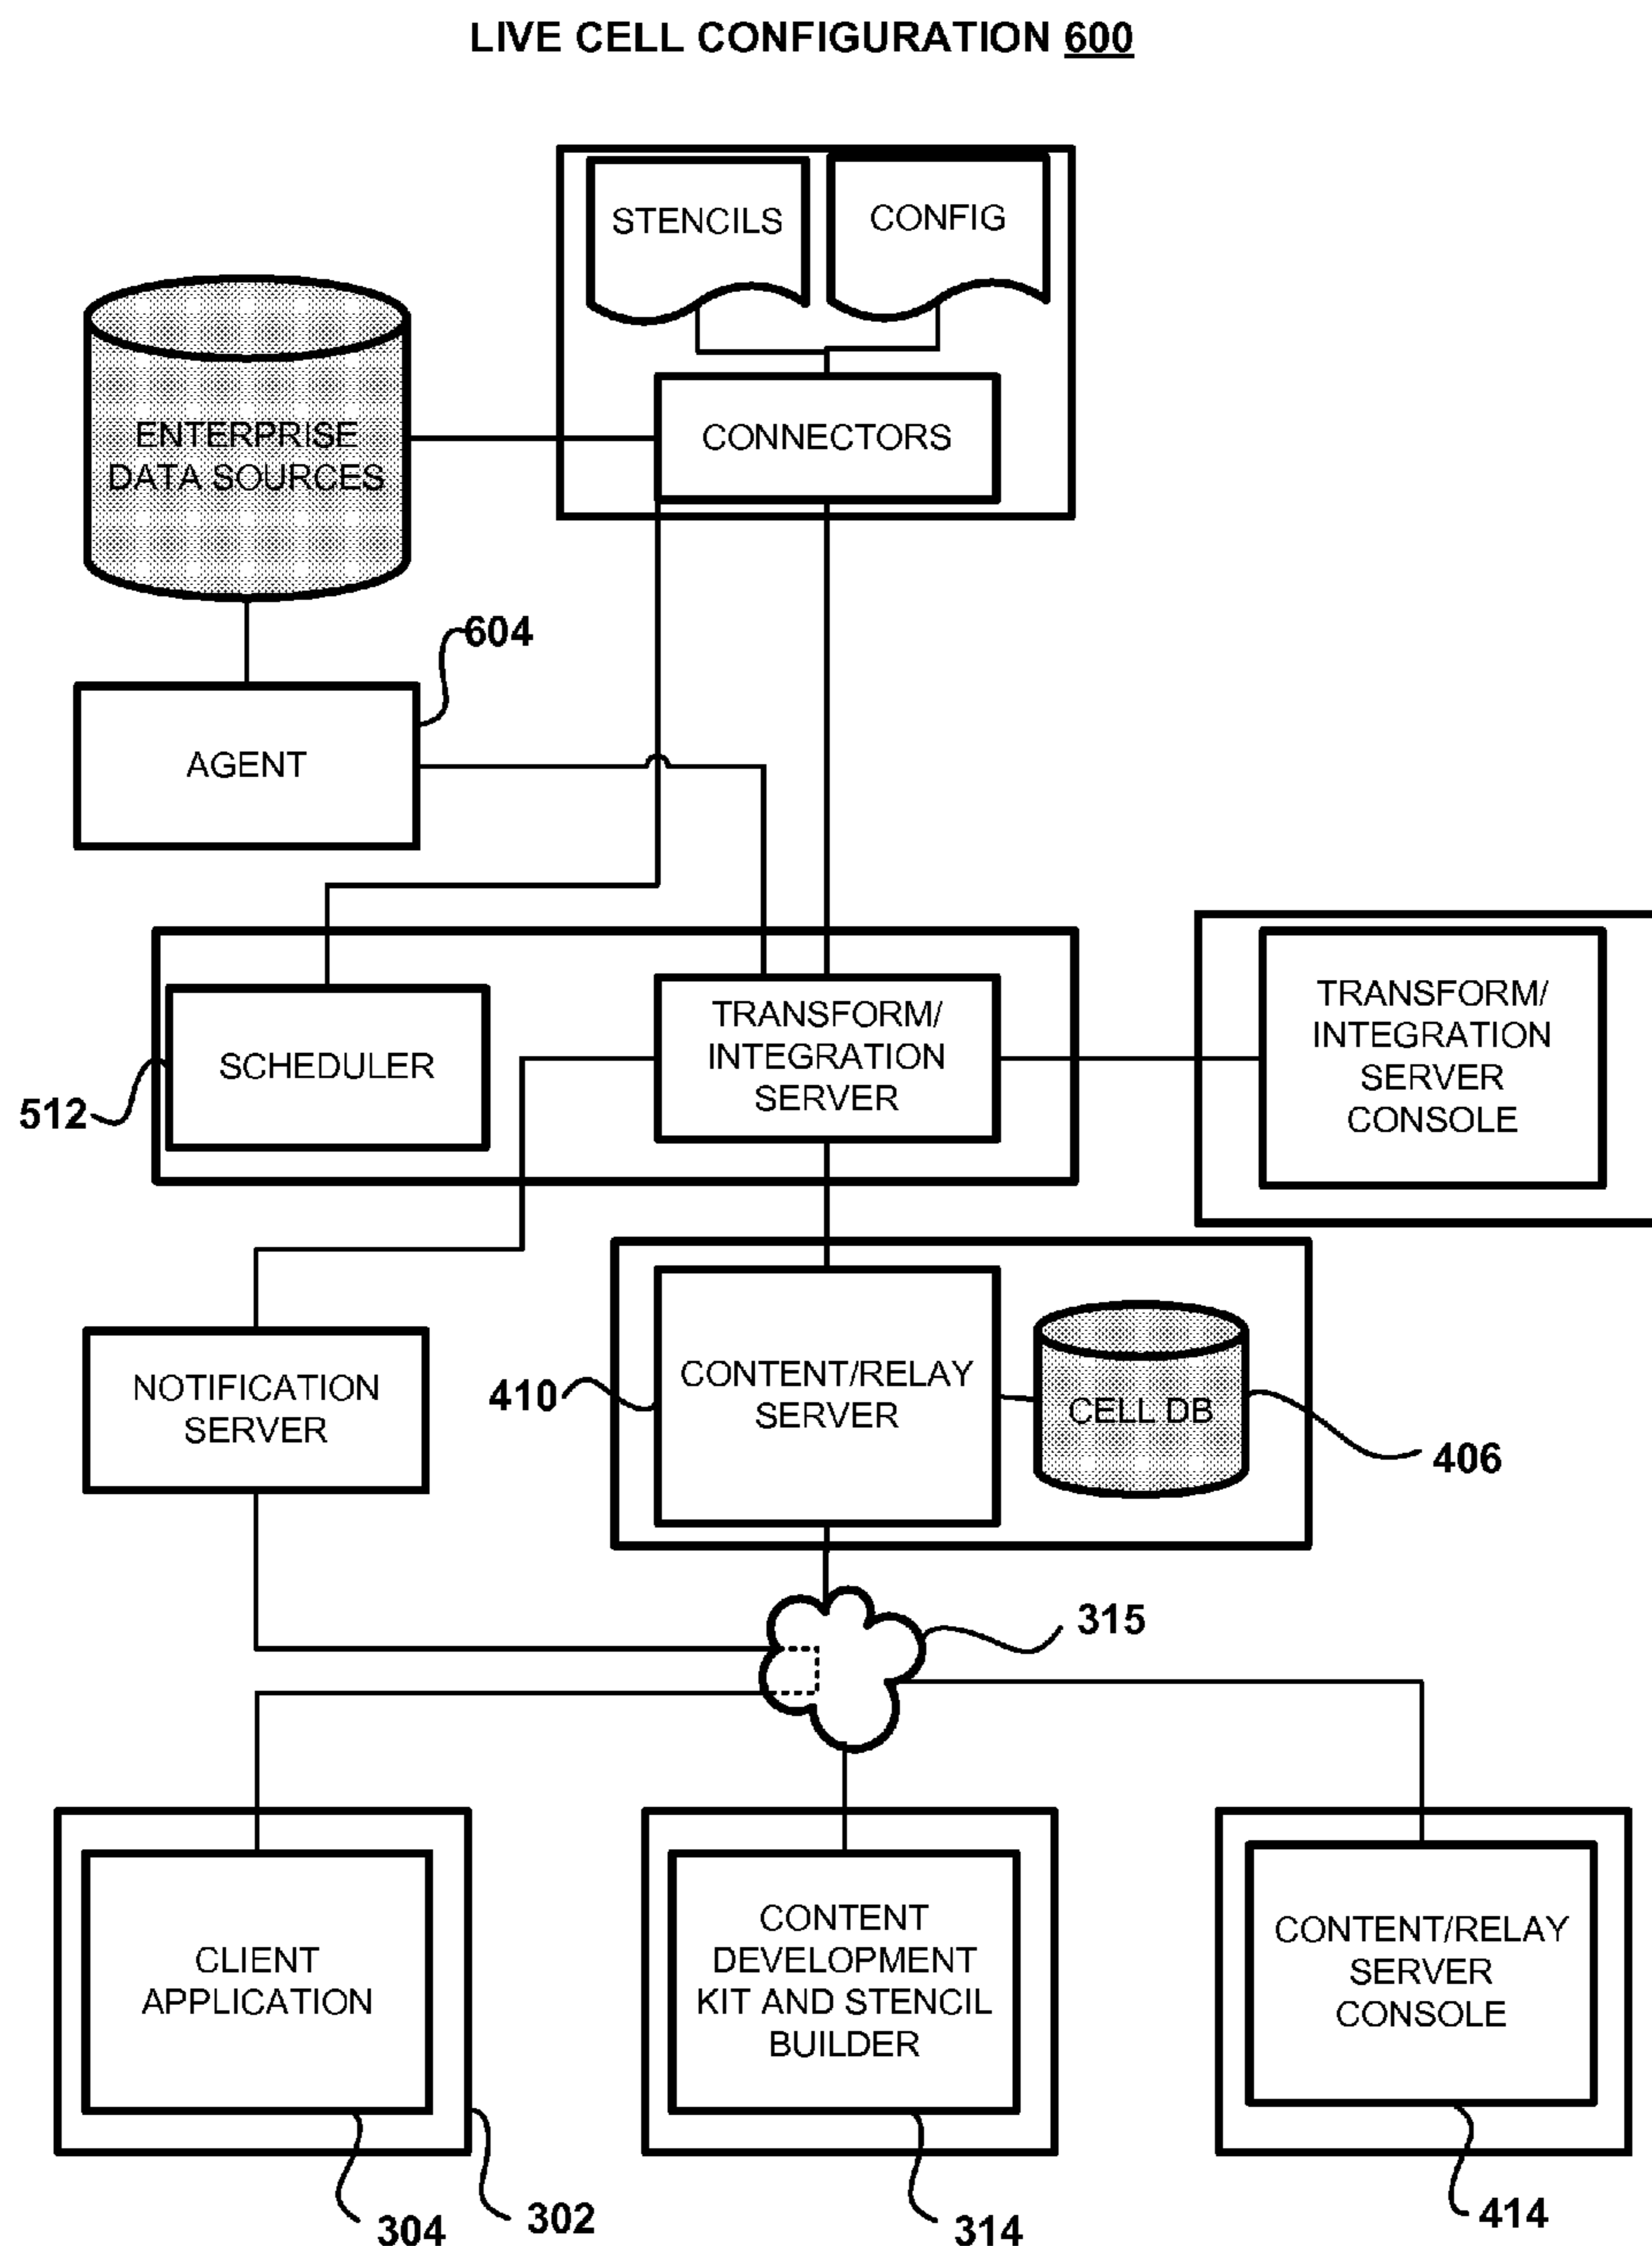 LIVE CELL CONFIGURATION 600
STENCILS
CONFIG
ENTERPRISE
DATA SOURCES
CONNECTORS
604
AGENT
SCHEDULER
512
TRANSFORM/
INTEGRATION
SERVER
TRANSFORM/
INTEGRATION
SERVER
CONSOLE
NOTIFICATION
SERVER
410
CONTENT/RELAY
SERVER
CELL DB
406
315
CLIENT
APPLICATION
CONTENT
DEVELOPMENT
KIT AND STENCIL
BUILDER
CONTENT/RELAY
SERVER
CONSOLE
304
302
314
414